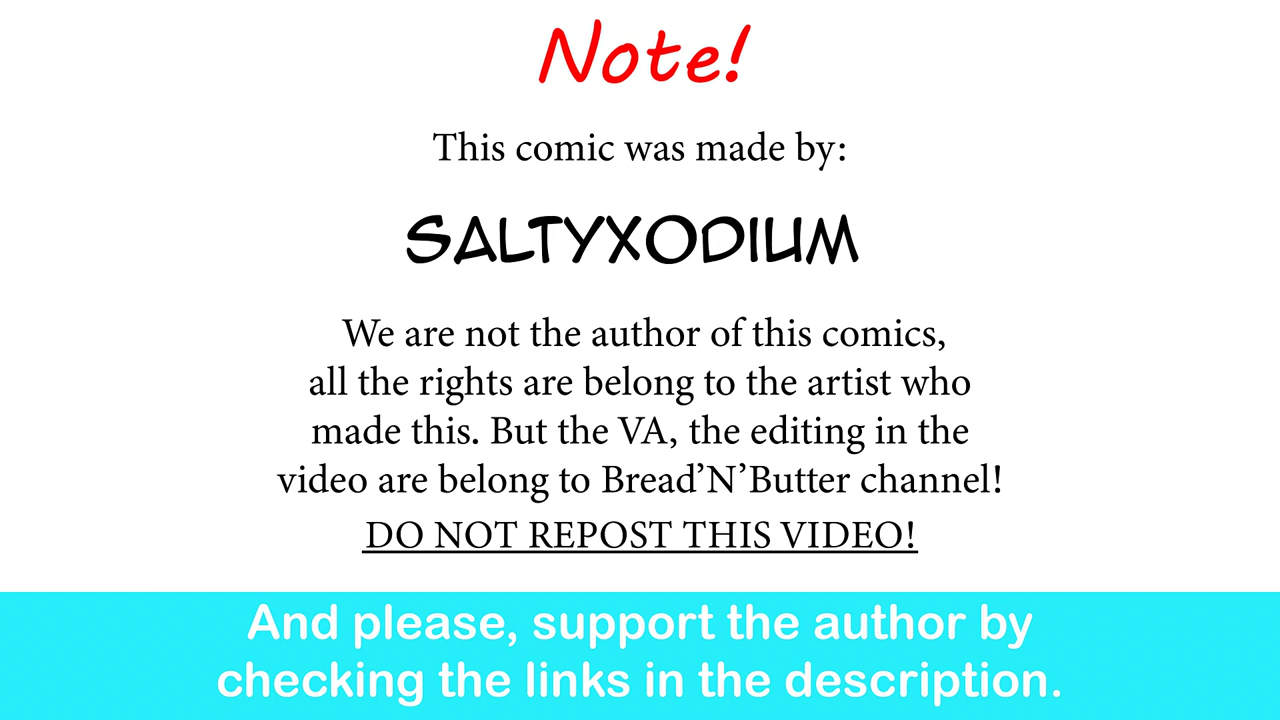 Note!
This comic was made by:
SALTYXODIUM
We are not the author of this comics,
all the rights are belong to the artist who
made this. But the VA, the editing in the
video are belong to Bread’N’Butter channel!
DO NOT REPOST THIS VIDEO!
And please, support the author by
checking the links in the description.